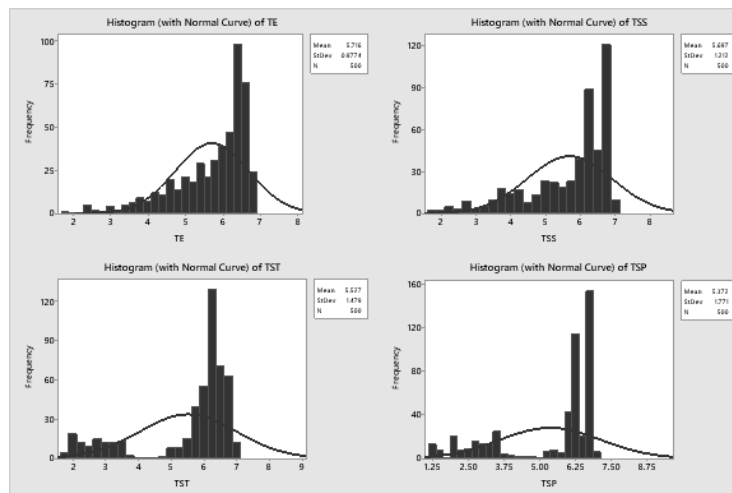 Histogram (with Normal Curve) of TE
Mean 5.716
StDev 0.8774
N 500
Frequency
100
75
50
25
0
2 3 4 5 6 7 8
TE
Histogram (with Normal Curve) of TSS
Mean 5.697
StDev 1.212
N 500
Frequency
120
90
60
30
0
2 3 4 5 6 7 8
TSS
Histogram (with Normal Curve) of TST
Mean 5.527
StDev 1.479
N 500
Frequency
120
90
60
30
0
2 3 4 5 6 7 8 9
TST
Histogram (with Normal Curve) of TSP
Mean 5.372
StDev 1.771
N 500
Frequency
160
120
80
40
0
1.25 2.50 3.75 5.00 6.25 7.50 8.75
TSP